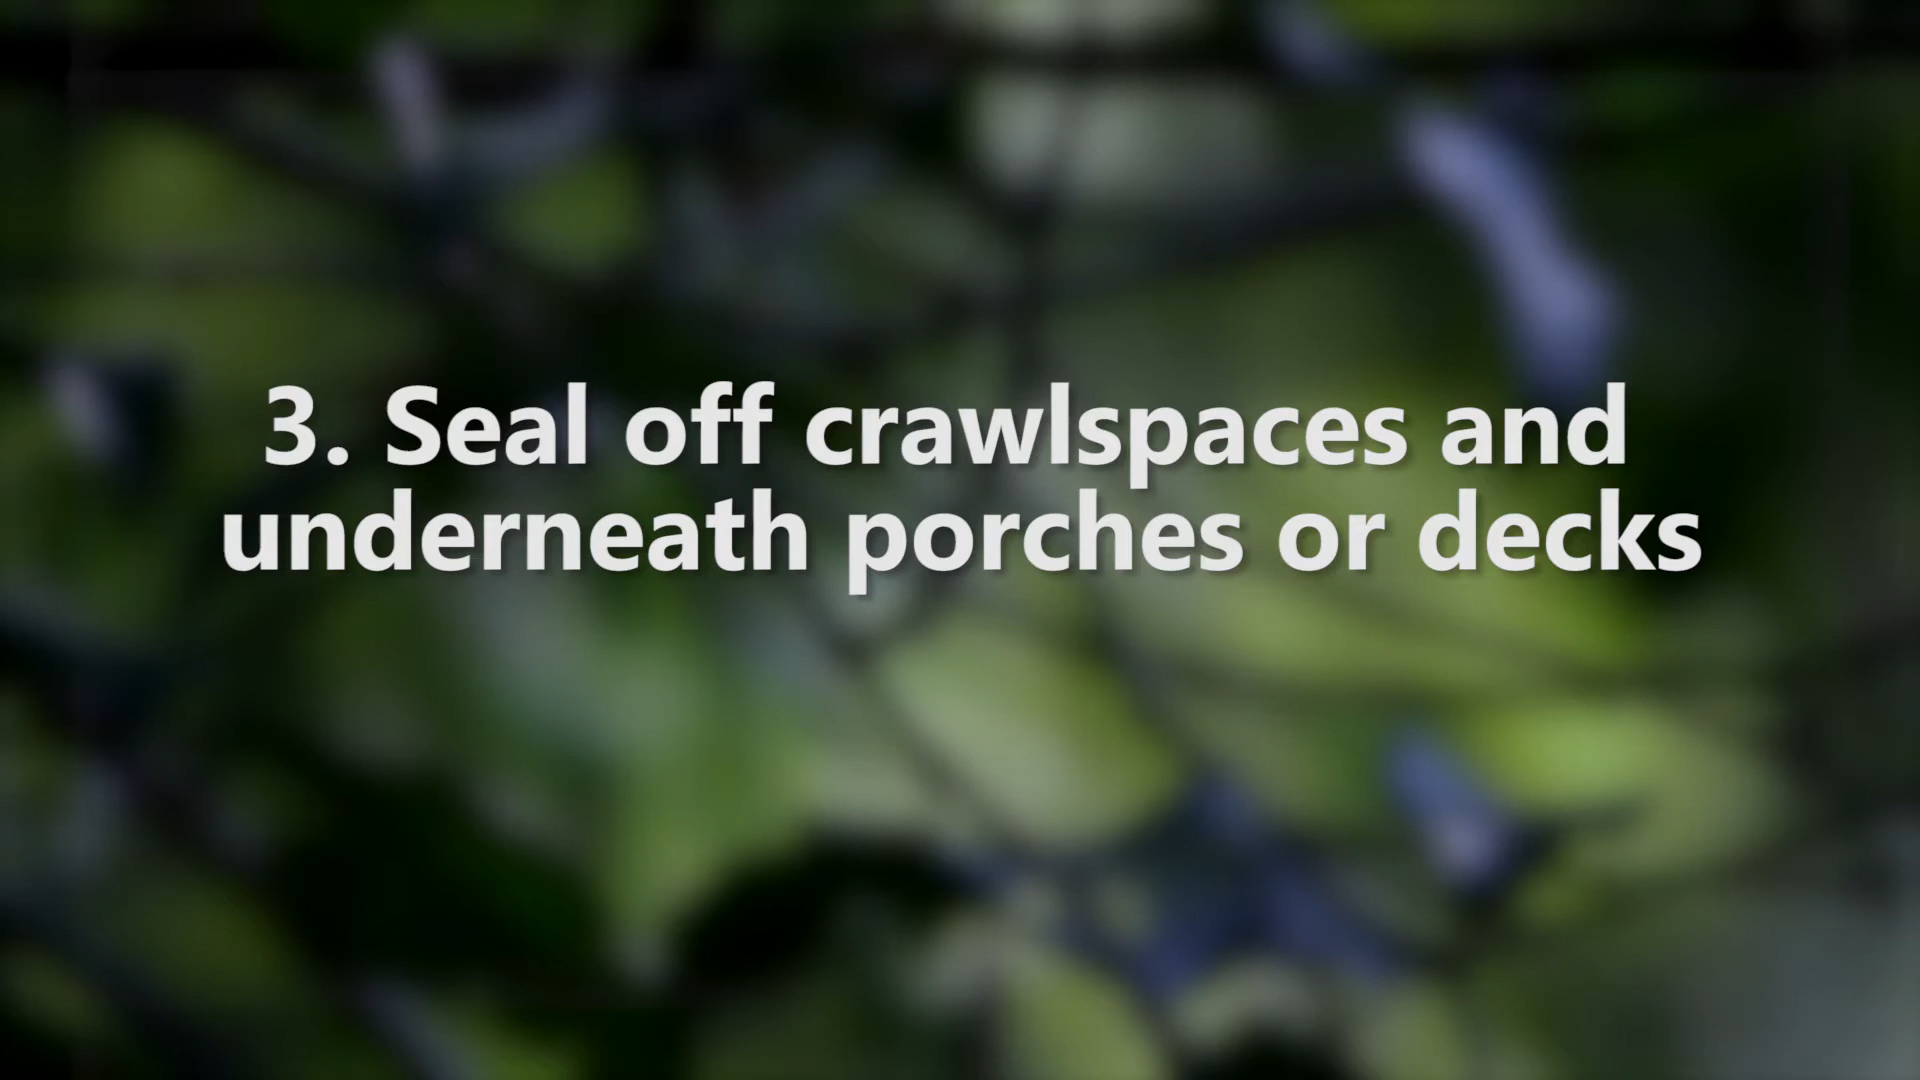 3. Seal off crawlspaces and
underneath porches or decks